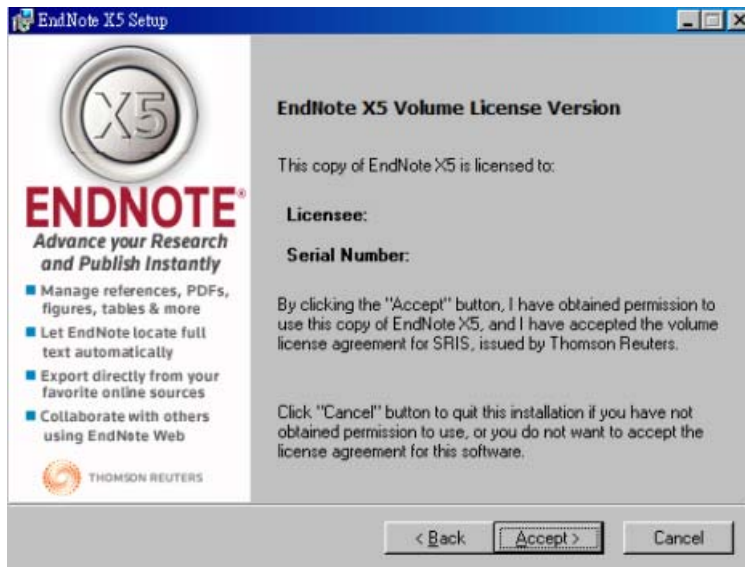 EndNote X5 Setup
X5
ENDNOTE®
Advance your Research
and Publish Instantly
Manage references, PDFs,
figures, tables & more
Let EndNote locate full
text automatically
Export directly from your
favorite online sources
Collaborate with others
using EndNote Web
THOMSON REUTERS
EndNote X5 Volume License Version
This copy of EndNote X5 is licensed to:
Licensee:
Serial Number:
By clicking the "Accept" button, I have obtained permission to
use this copy of EndNote X5, and I have accepted the volume
license agreement for SRIS, issued by Thomson Reuters.
Click "Cancel" button to quit this installation if you have not
obtained permission to use, or you do not want to accept the
license agreement for this software.
< Back
Accept >
Cancel